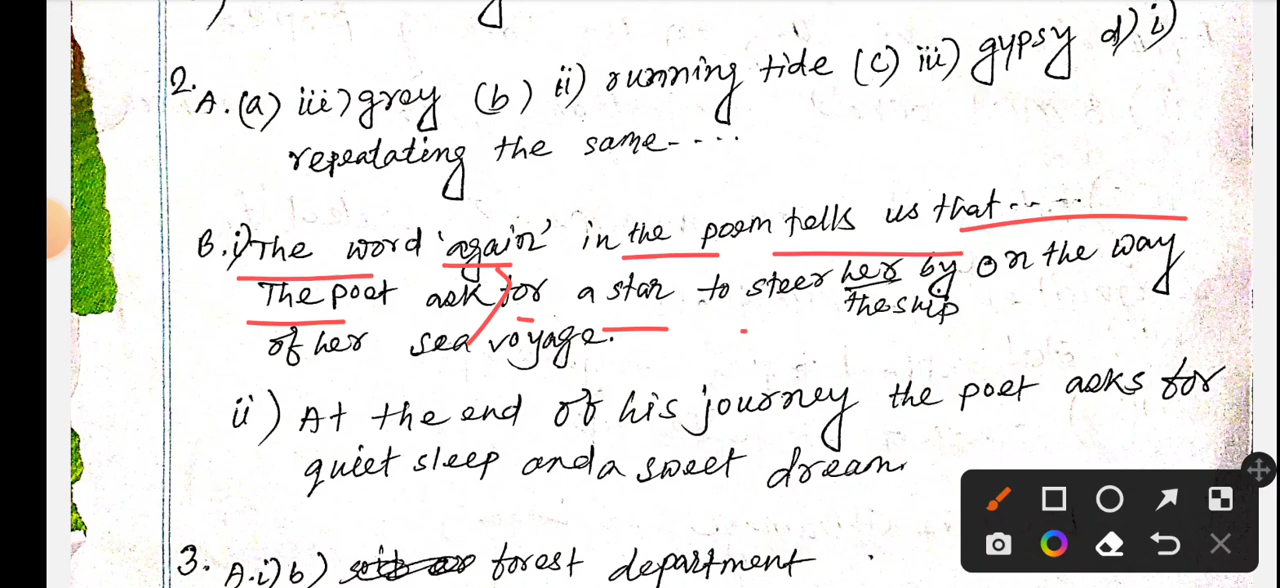 2. A. (a) iii) grey (b) ii) running tide (c) iii) gypsy d) i)
repeatating the same - - ....
B. i) The word 'again' in the poem tells us that ......
The poet ask for a star to steer her by on the way
the ship
of her sea voyage.
ii) At the end of his journey the poet asks for
quiet sleep and a sweet dream.
3. A. i) b) forest department